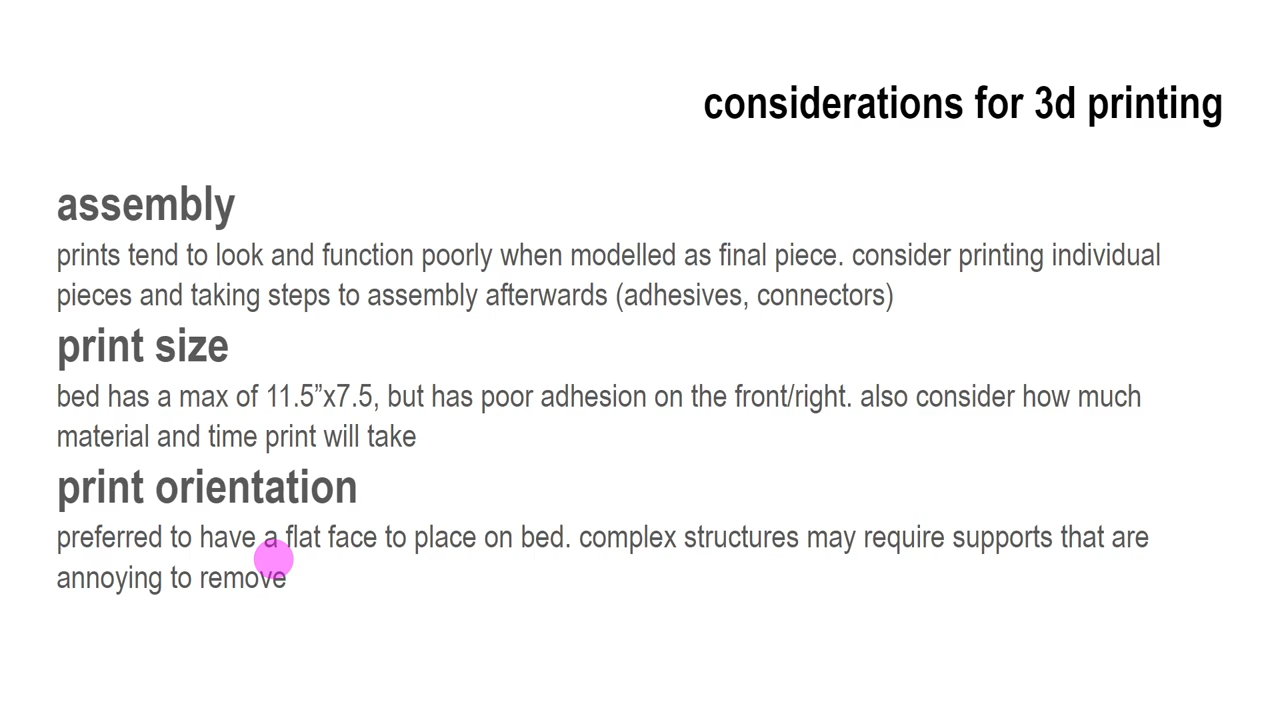 considerations for 3d printing
assembly
prints tend to look and function poorly when modelled as final piece. consider printing individual
pieces and taking steps to assembly afterwards (adhesives, connectors)
print size
bed has a max of 11.5”x7.5, but has poor adhesion on the front/right. also consider how much
material and time print will take
print orientation
preferred to have a flat face to place on bed. complex structures may require supports that are
annoying to remove